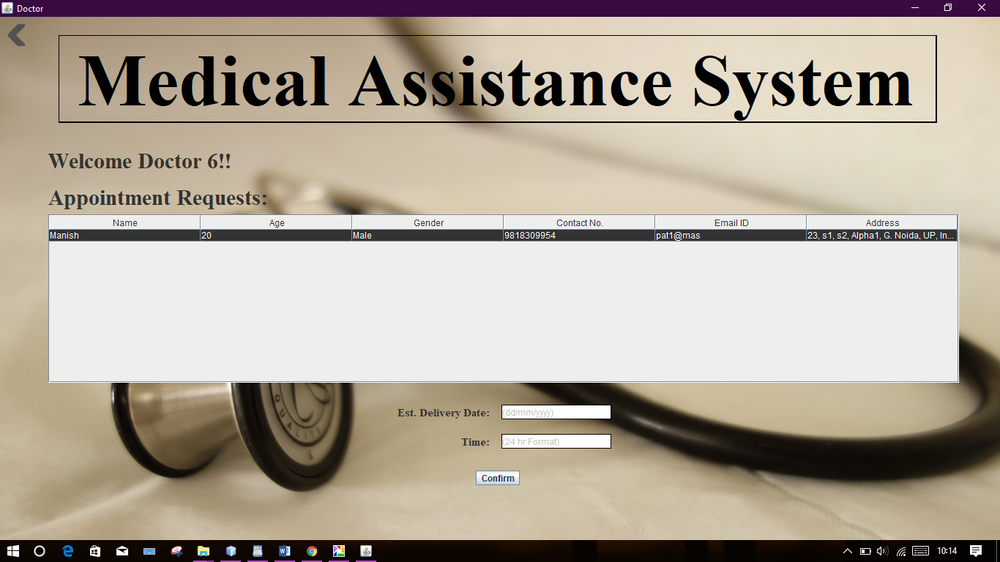 Doctor
Medical Assistance System
Welcome Doctor 6!!
Appointment Requests:
Name Age Gender Contact No. Email ID Address
Manish 20 Male 9818309954 pat1@mas 23, s1, s2, Alpha1, G. Noida, UP, In...
QUALITY
Est. Delivery Date: (dd/mm/yyyy)
Time: (24 hr Format)
Confirm
10:14